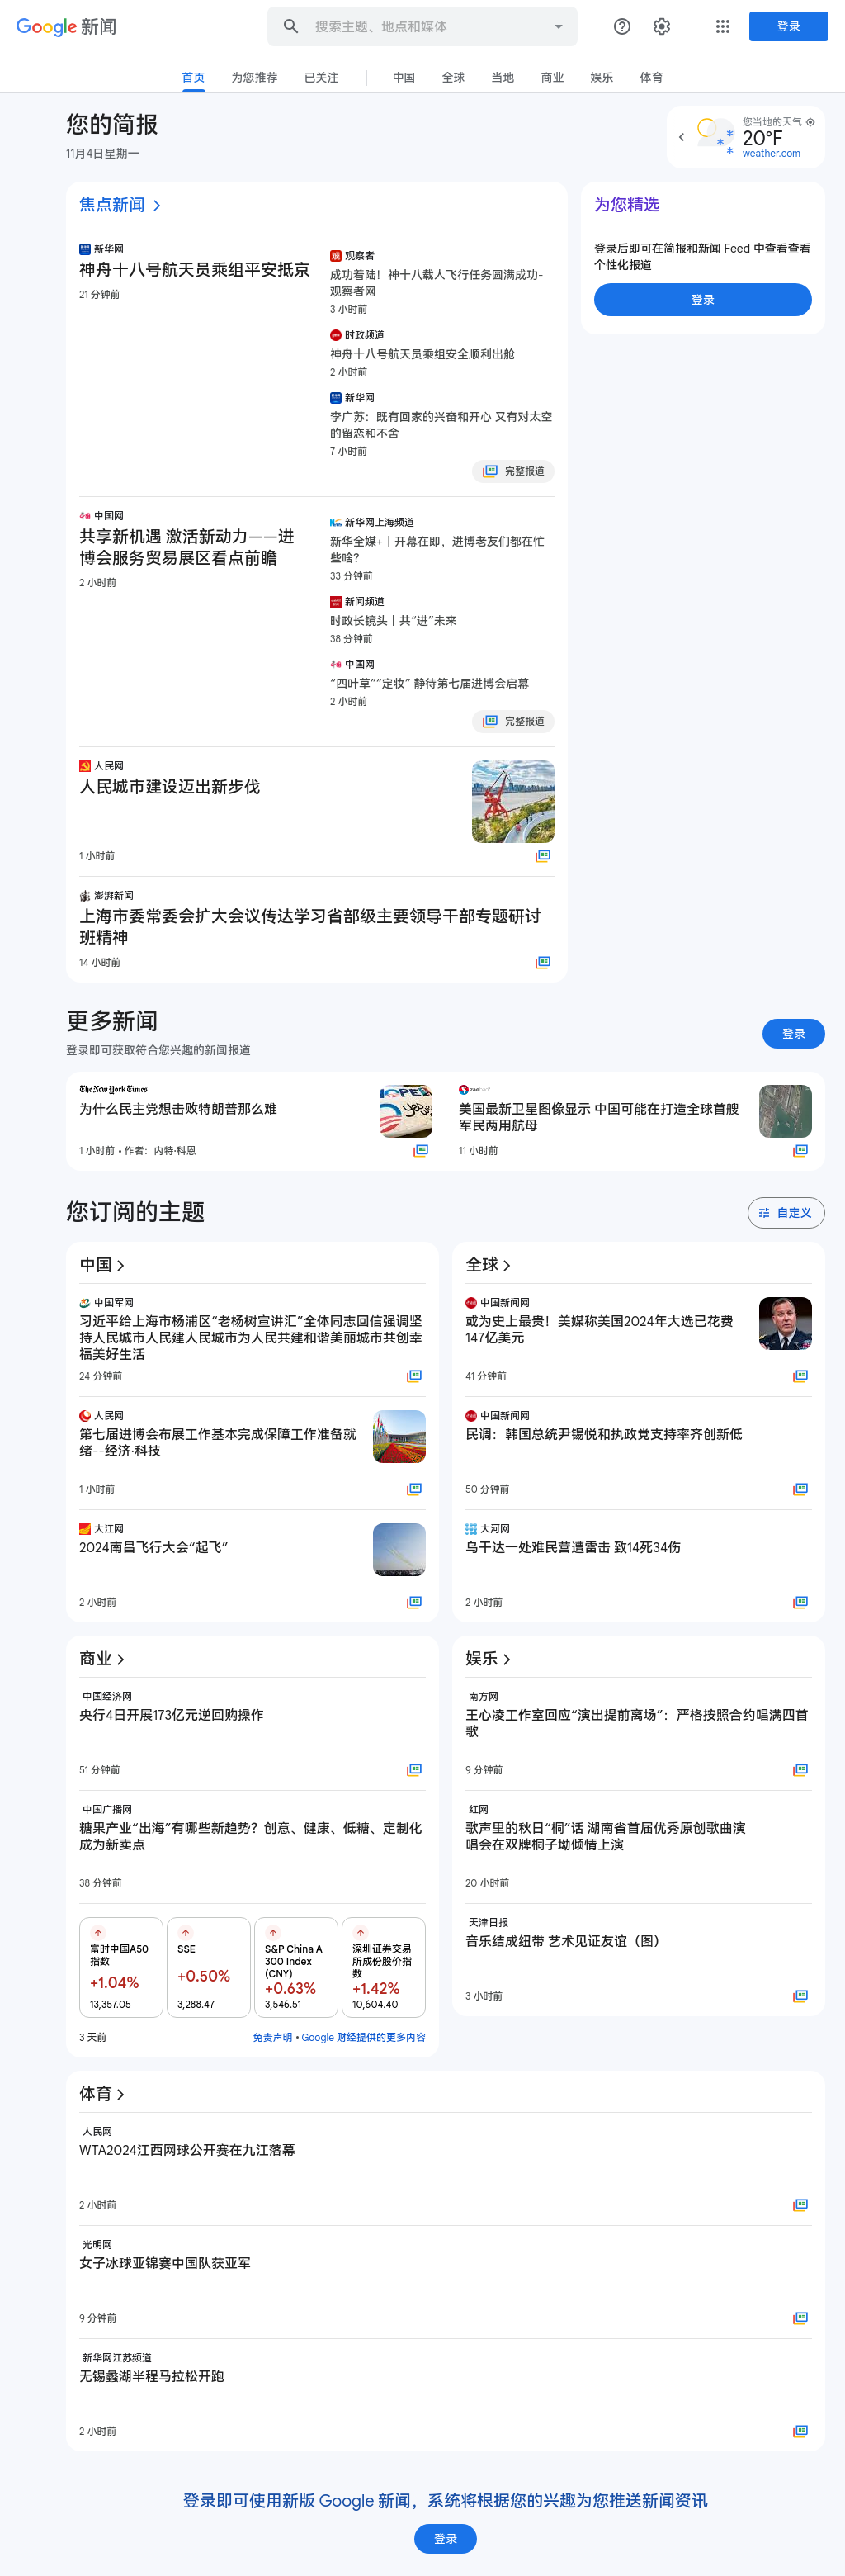 Google 新闻
搜索主题、地点和媒体
登录
首页
为您推荐
已关注
中国
全球
当地
商业
娱乐
体育
您的简报
11月4日星期一
您当地的天气
20°F
weather.com
焦点新闻
新华网
神舟十八号航天员乘组平安抵京
21 分钟前
观察者
成功着陆！神十八载人飞行任务圆满成功-
观察者网
3 小时前
时政频道
神舟十八号航天员乘组安全顺利出舱
2 小时前
新华网
李广苏：既有回家的兴奋和开心 又有对太空
的留恋和不舍
7 小时前
完整报道
中国网
共享新机遇 激活新动力——进
博会服务贸易展区看点前瞻
2 小时前
新华网上海频道
新华全媒+丨开幕在即，进博老友们都在忙
些啥？
33 分钟前
新闻频道
时政长镜头丨共“进”未来
38 分钟前
中国网
“四叶草”“定妆” 静待第七届进博会启幕
2 小时前
完整报道
人民网
人民城市建设迈出新步伐
1 小时前
澎湃新闻
上海市委常委会扩大会议传达学习省部级主要领导干部专题研讨
班精神
14 小时前
为您精选
登录后即可在简报和新闻 Feed 中查看查看
个性化报道
登录
更多新闻
登录即可获取符合您兴趣的新闻报道
登录
The New York Times
为什么民主党想击败特朗普那么难
1 小时前 • 作者：内特·科恩
美国最新卫星图像显示 中国可能在打造全球首艘
军民两用航母
11 小时前
您订阅的主题
自定义
中国
中国军网
习近平给上海市杨浦区“老杨树宣讲汇”全体同志回信强调坚
持人民城市人民建人民城市为人民共建和谐美丽城市共创幸
福美好生活
24 分钟前
人民网
第七届进博会布展工作基本完成保障工作准备就
绪--经济·科技
1 小时前
大江网
2024南昌飞行大会“起飞”
2 小时前
全球
中国新闻网
或为史上最贵！美媒称美国2024年大选已花费
147亿美元
41 分钟前
中国新闻网
民调：韩国总统尹锡悦和执政党支持率齐创新低
50 分钟前
大河网
乌干达一处难民营遭雷击 致14死34伤
2 小时前
商业
中国经济网
央行4日开展173亿元逆回购操作
51 分钟前
中国广播网
糖果产业“出海”有哪些新趋势？创意、健康、低糖、定制化
成为新卖点
38 分钟前
富时中国A50
指数
+1.04%
13,357.05
SSE
+0.50%
3,288.47
S&P China A
300 Index
(CNY)
+0.63%
3,546.51
深圳证券交易
所成份股价指
数
+1.42%
10,604.40
3 天前
免责声明 • Google 财经提供的更多内容
娱乐
南方网
王心凌工作室回应“演出提前离场”：严格按照合约唱满四首
歌
9 分钟前
红网
歌声里的秋日“桐”话 湖南省首届优秀原创歌曲演
唱会在双牌桐子坳倾情上演
20 小时前
天津日报
音乐结成纽带 艺术见证友谊（图）
3 小时前
体育
人民网
WTA2024江西网球公开赛在九江落幕
2 小时前
光明网
女子冰球亚锦赛中国队获亚军
9 分钟前
新华网江苏频道
无锡蠡湖半程马拉松开跑
2 小时前
登录即可使用新版 Google 新闻，系统将根据您的兴趣为您推送新闻资讯
登录